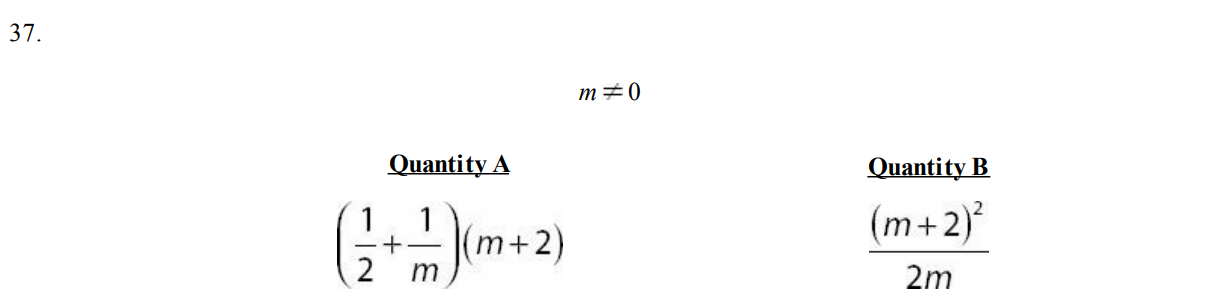 37.
m≠0
Quantity A Quantity B
(1/2 + 1/m)(m+2) (m+2)²/2m